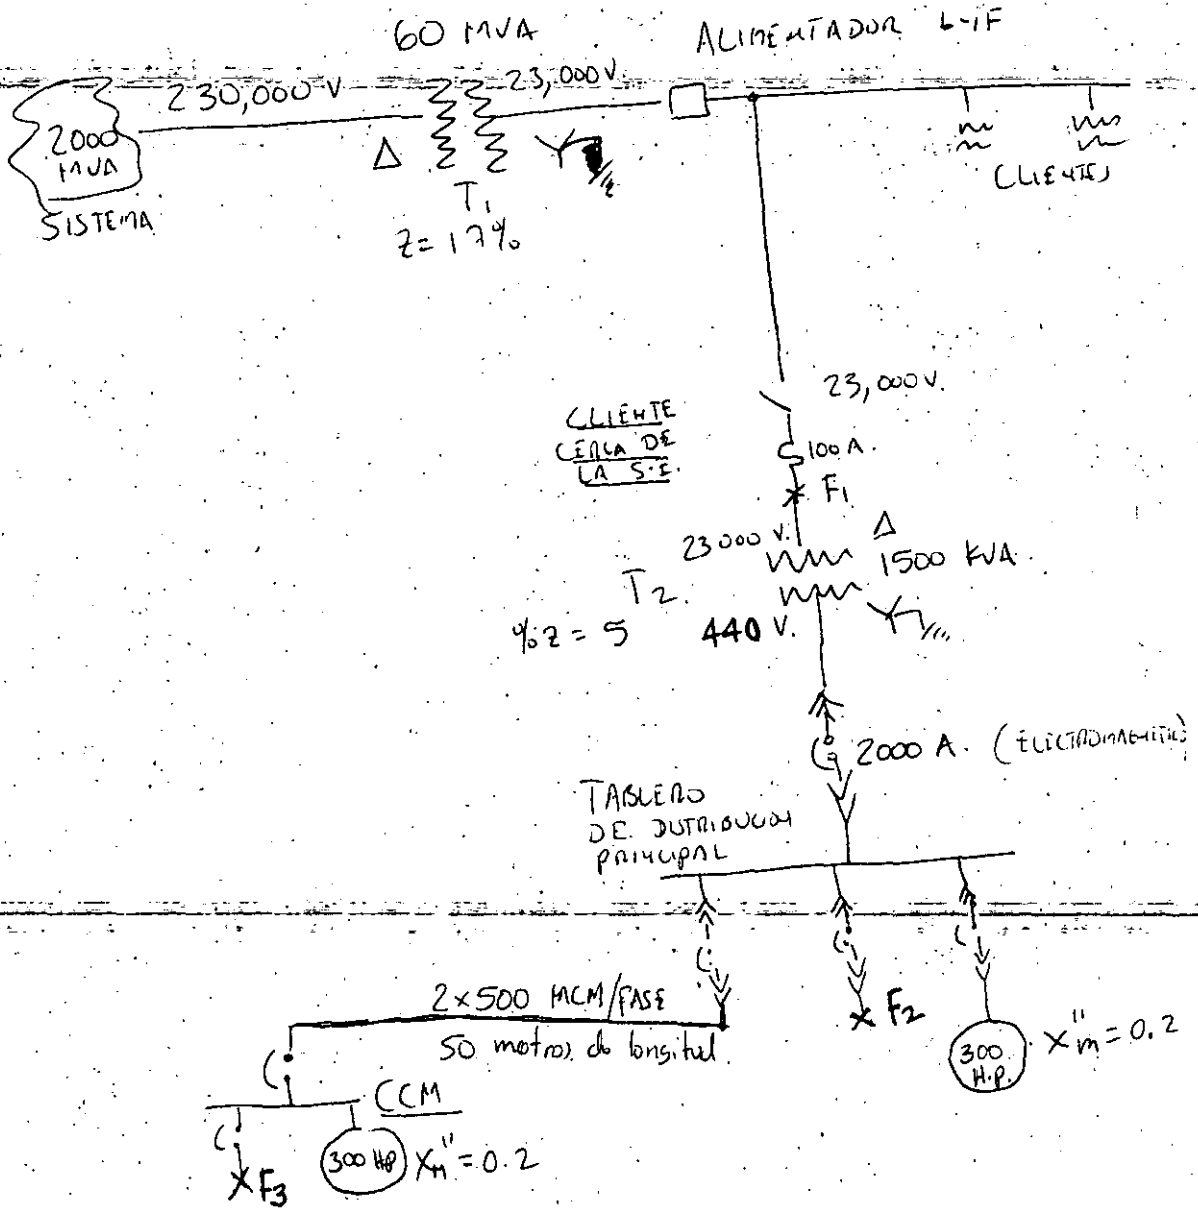 60 MVA
ALIMENTADOR L-1F
230,000 V
23,000 V.
2000
MVA
SISTEMA
Δ
T1
Z = 17%
CLIENTES
23,000 V.
CLIENTE
CERCA DE
LA S.E.
100 A.
F1
23000 V.
Δ
1500 KVA.
T2.
%Z = 5
440 V.
2000 A. (ELECTROMAGNETICO)
TABLERO
DE DISTRIBUCION
PRINCIPAL
2×500 MCM/FASE
50 metros de longitud.
F2
300
H.P.
X"m = 0.2
CCM
300 HP
X"m = 0.2
F3